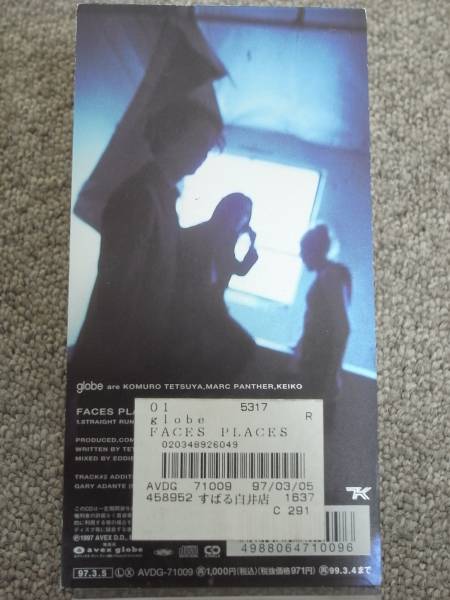 globe are KOMURO TETSUYA,MARC PANTHER,KEIKO
FACES PLA
1.STRAIGHT RUN
PRODUCED,COM
WRITTEN BY TET
MIXED BY EDDIE
TRACK#2 ADDITI
GARY ADANTE
01 5317
globe R
FACES PLACES
020348926049
AVDG 71009 97/03/05
458952 すばる白井店 1637
C 291
TK
Ⓟ©1997 AVEX D.D.,
avex globe
4988064710096
97.3.5 AVDG-71009 1,000円(税込)(税抜価格971円) 99.3.4まで